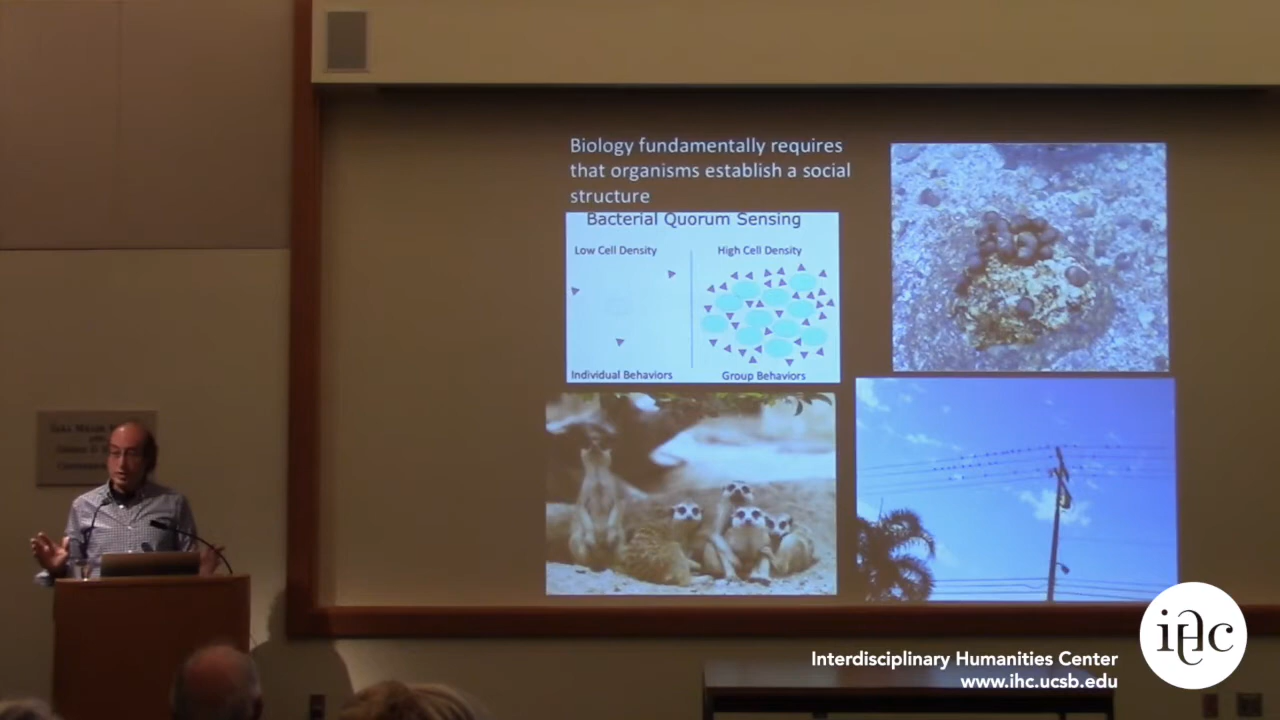 Biology fundamentally requires
that organisms establish a social
structure
Bacterial Quorum Sensing
Low Cell Density
High Cell Density
Individual Behaviors
Group Behaviors
ihc
Interdisciplinary Humanities Center
www.ihc.ucsb.edu